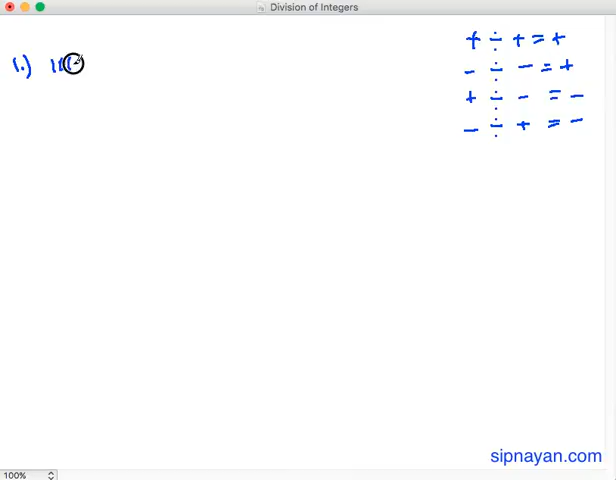 Division of Integers
+ ÷ + = +
- ÷ - = +
+ ÷ - = -
- ÷ + = -
1.)
sipnayan.com
100%